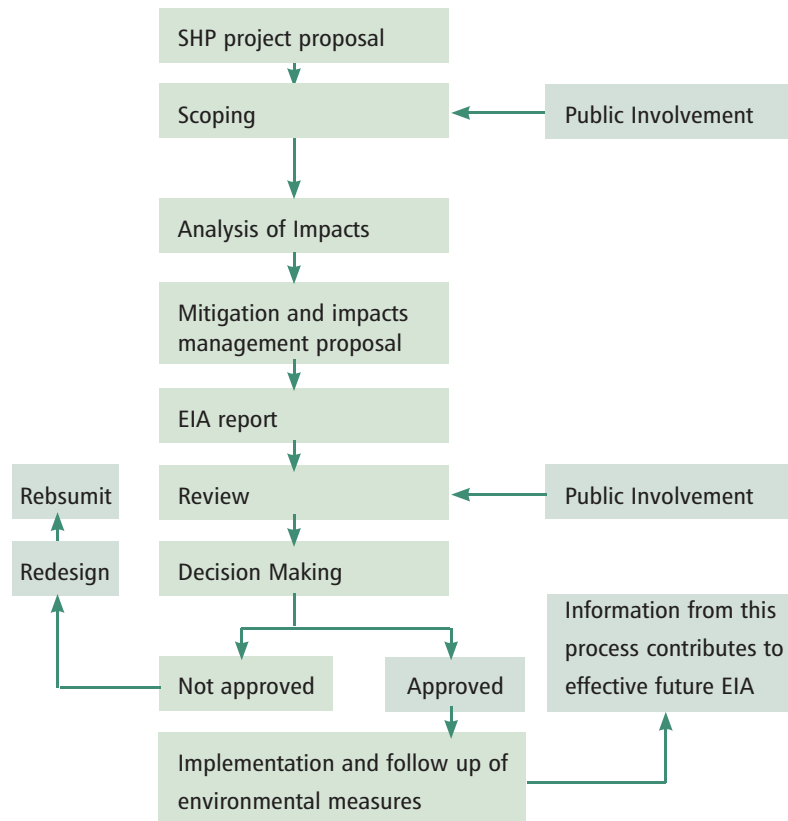 SHP project proposal
Scoping
Public Involvement
Analysis of Impacts
Mitigation and impacts
management proposal
EIA report
Rebsumit
Review
Public Involvement
Redesign
Decision Making
Information from this
process contributes to
effective future EIA
Not approved
Approved
Implementation and follow up of
environmental measures